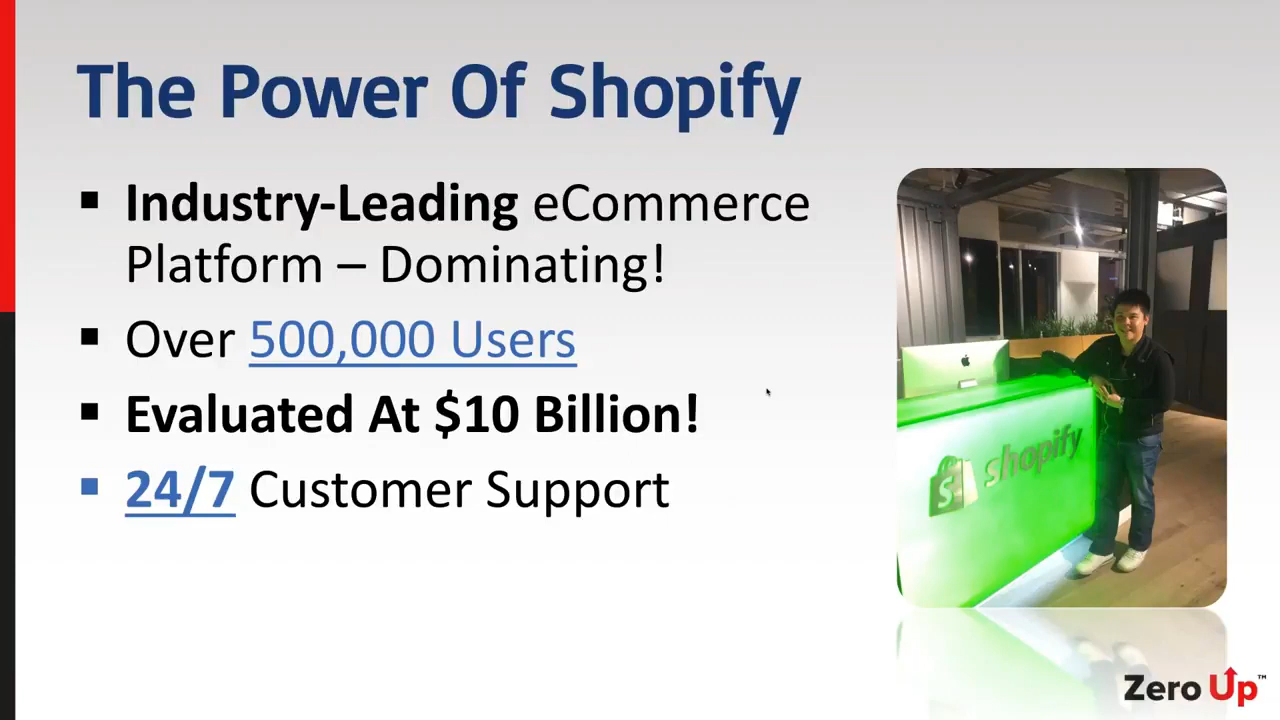 The Power Of Shopify
▪ Industry-Leading eCommerce
Platform – Dominating!
▪ Over 500,000 Users
▪ Evaluated At $10 Billion!
▪ 24/7 Customer Support
shopify
Zero Up™